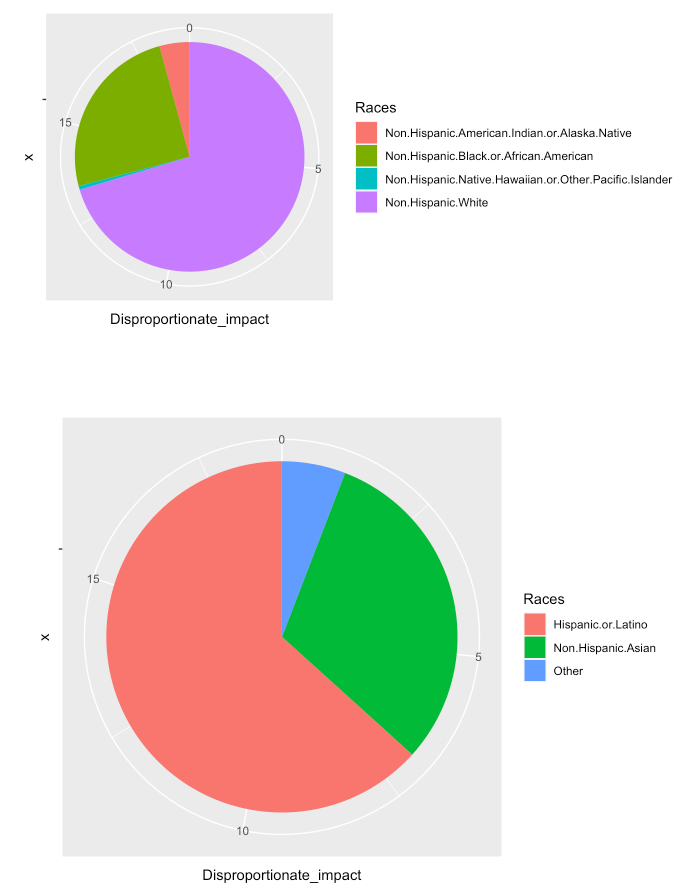 0
Races
Non.Hispanic.American.Indian.or.Alaska.Native
Non.Hispanic.Black.or.African.American
Non.Hispanic.Native.Hawaiian.or.Other.Pacific.Islander
Non.Hispanic.White
15
x
5
10
Disproportionate_impact
0
15
x
5
10
Races
Hispanic.or.Latino
Non.Hispanic.Asian
Other
Disproportionate_impact